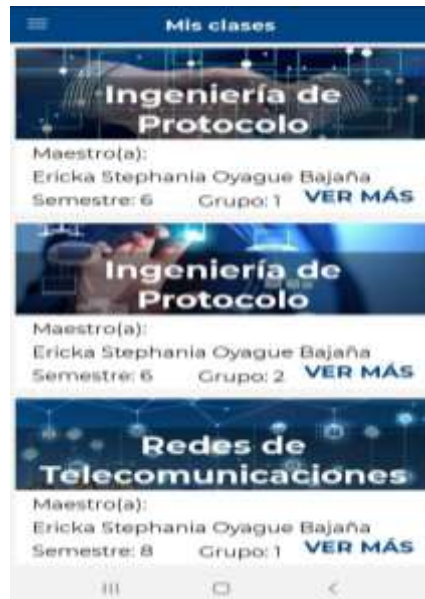 Mis clases
Ingeniería de
Protocolo
Maestro(a):
Ericka Stephania Oyague Bajaña
Semestre: 6 Grupo: 1 VER MÁS
Ingeniería de
Protocolo
Maestro(a):
Ericka Stephania Oyague Bajaña
Semestre: 6 Grupo: 2 VER MÁS
Redes de
Telecomunicaciones
Maestro(a):
Ericka Stephania Oyague Bajaña
Semestre: 8 Grupo: 1 VER MÁS